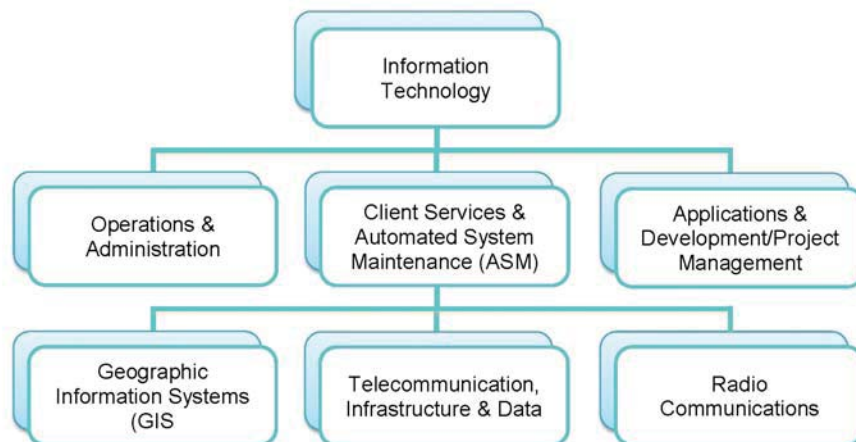 Information
Technology
Operations &
Administration
Client Services &
Automated System
Maintenance (ASM)
Applications &
Development/Project
Management
Geographic
Information Systems
(GIS
Telecommunication,
Infrastructure & Data
Radio
Communications